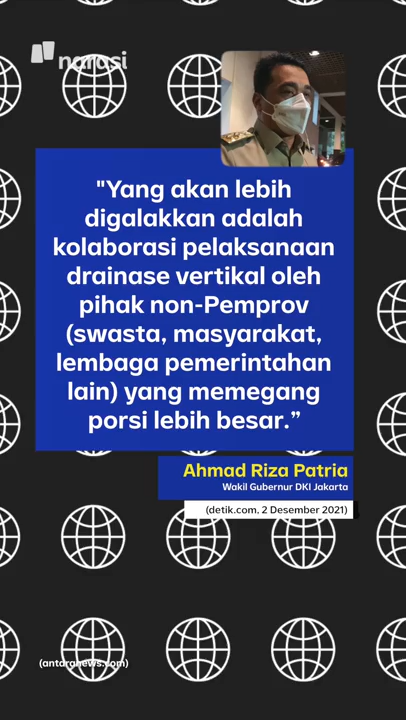 narasi
"Yang akan lebih
digalakkan adalah
kolaborasi pelaksanaan
drainase vertikal oleh
pihak non-Pemprov
(swasta, masyarakat,
lembaga pemerintahan
lain) yang memegang
porsi lebih besar.”
Ahmad Riza Patria
Wakil Gubernur DKI Jakarta
(detik.com, 2 Desember 2021)
(antaranews.com)